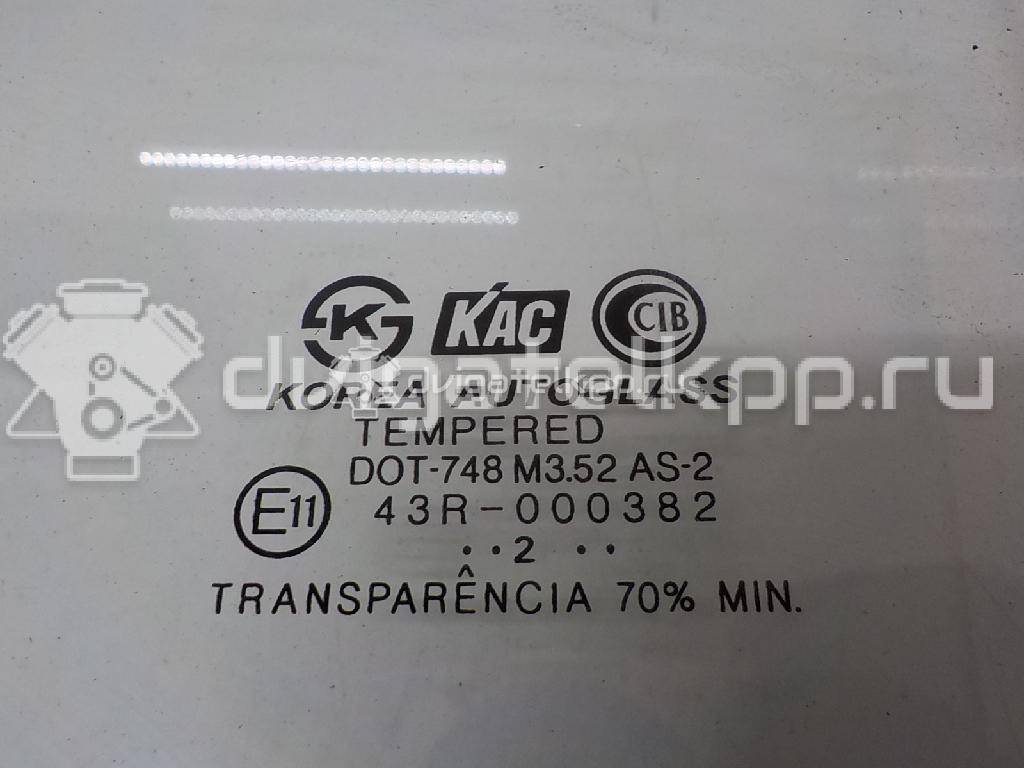 K KAC CIB
KOREA AUTOGLASS
dvigatelkpp.ru
TEMPERED
DOT-748 M3.52 AS-2
E11 43R-000382
..2 ..
TRANSPARÊNCIA 70% MIN.